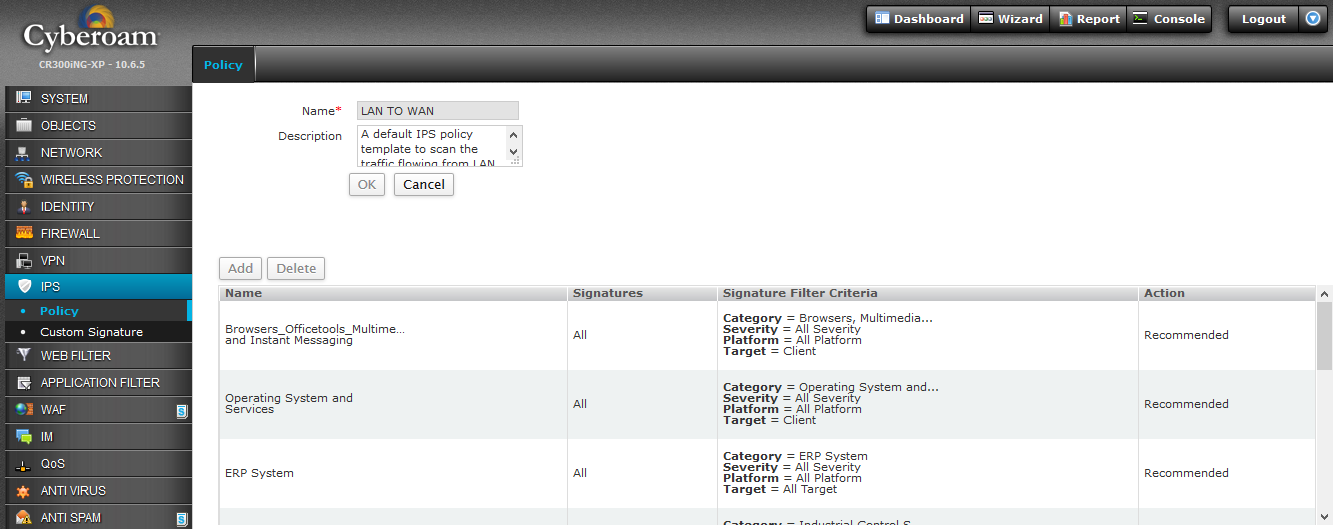 Cyberoam
CR300iNG-XP - 10.6.5
Dashboard
Wizard
Report
Console
Logout
Policy
SYSTEM
OBJECTS
NETWORK
WIRELESS PROTECTION
IDENTITY
FIREWALL
VPN
IPS
Policy
Custom Signature
WEB FILTER
APPLICATION FILTER
WAF
IM
QoS
ANTI VIRUS
ANTI SPAM
Name* LAN TO WAN
Description A default IPS policy
template to scan the
traffic flowing from LAN
OK Cancel
Add Delete
Name Signatures Signature Filter Criteria Action
Browsers_Officetools_Multime...
and Instant Messaging
All
Category = Browsers, Multimedia...
Severity = All Severity
Platform = All Platform
Target = Client
Recommended
Operating System and
Services
All
Category = Operating System and...
Severity = All Severity
Platform = All Platform
Target = Client
Recommended
ERP System
All
Category = ERP System
Severity = All Severity
Platform = All Platform
Target = All Target
Recommended
Category = Industrial Control S...